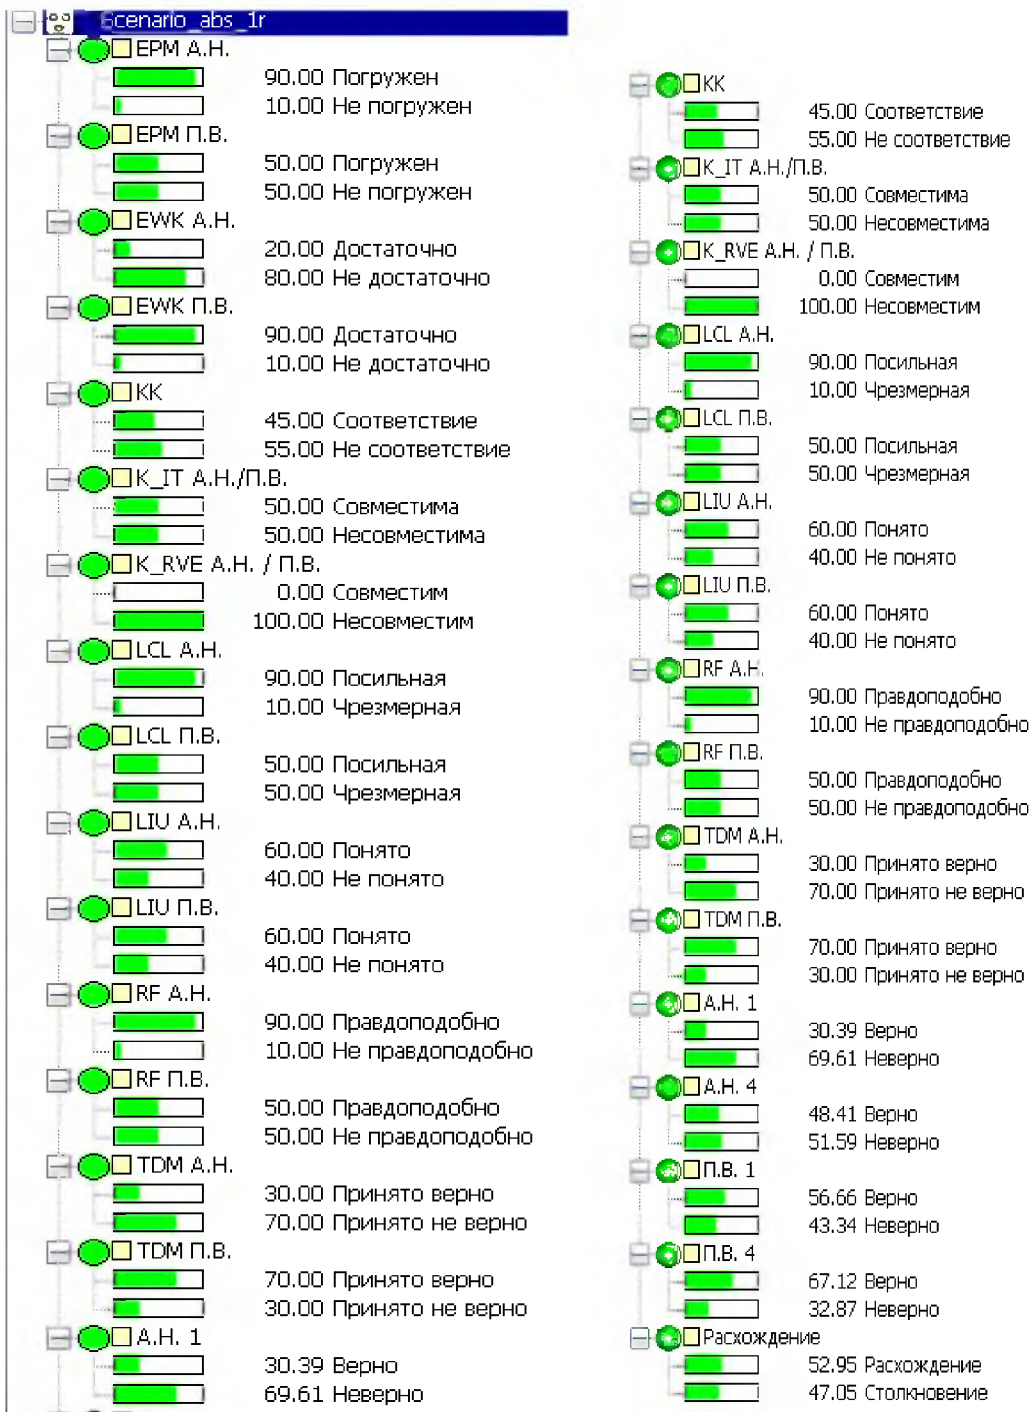 Scenario_abs_1r
EPM А.Н.
90.00 Погружен
10.00 Не погружен
EPM П.В.
50.00 Погружен
50.00 Не погружен
EWK А.Н.
20.00 Достаточно
80.00 Не достаточно
EWK П.В.
90.00 Достаточно
10.00 Не достаточно
КК
45.00 Соответствие
55.00 Не соответствие
K_IT А.Н./П.В.
50.00 Совместима
50.00 Несовместима
K_RVE А.Н. / П.В.
0.00 Совместим
100.00 Несовместим
LCL А.Н.
90.00 Посильная
10.00 Чрезмерная
LCL П.В.
50.00 Посильная
50.00 Чрезмерная
LIU А.Н.
60.00 Понято
40.00 Не понято
LIU П.В.
60.00 Понято
40.00 Не понято
RF А.Н.
90.00 Правдоподобно
10.00 Не правдоподобно
RF П.В.
50.00 Правдоподобно
50.00 Не правдоподобно
TDM А.Н.
30.00 Принято верно
70.00 Принято не верно
TDM П.В.
70.00 Принято верно
30.00 Принято не верно
А.Н. 1
30.39 Верно
69.61 Неверно
КК
45.00 Соответствие
55.00 Не соответствие
K_IT А.Н./П.В.
50.00 Совместима
50.00 Несовместима
K_RVE А.Н. / П.В.
0.00 Совместим
100.00 Несовместим
LCL А.Н.
90.00 Посильная
10.00 Чрезмерная
LCL П.В.
50.00 Посильная
50.00 Чрезмерная
LIU А.Н.
60.00 Понято
40.00 Не понято
LIU П.В.
60.00 Понято
40.00 Не понято
RF А.Н.
90.00 Правдоподобно
10.00 Не правдоподобно
RF П.В.
50.00 Правдоподобно
50.00 Не правдоподобно
TDM А.Н.
30.00 Принято верно
70.00 Принято не верно
TDM П.В.
70.00 Принято верно
30.00 Принято не верно
А.Н. 1
30.39 Верно
69.61 Неверно
А.Н. 4
48.41 Верно
51.59 Неверно
П.В. 1
56.66 Верно
43.34 Неверно
П.В. 4
67.12 Верно
32.87 Неверно
Расхождение
52.95 Расхождение
47.05 Столкновение